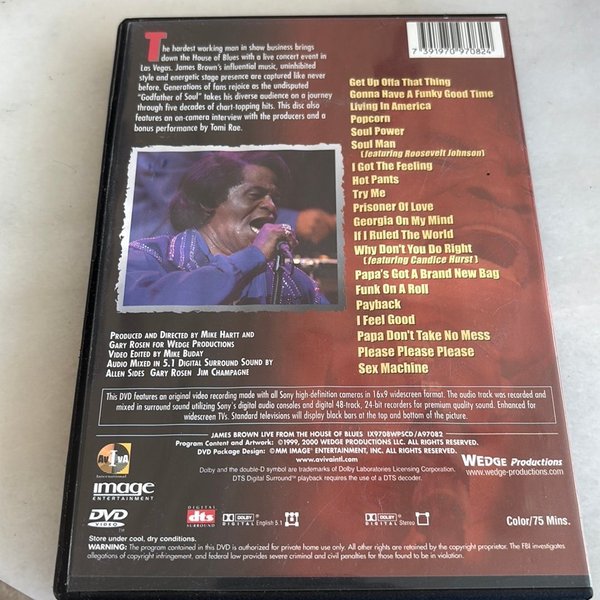 The hardest working man in show business brings
down the House of Blues with a live concert event in
Las Vegas. James Brown's influential music, uninhibited
style and energetic stage presence are captured like never
before. Generations of fans rejoice as the undisputed
"Godfather of Soul" takes his diverse audience on a journey
through five decades of chart-topping hits. This disc also
features an on-camera interview with the producers and a
bonus performance by Tomi Rae.
7 391970 970824
Get Up Offa That Thing
Gonna Have A Funky Good Time
Living In America
Popcorn
Soul Power
Soul Man
(featuring Roosevelt Johnson)
I Got The Feeling
Hot Pants
Try Me
Prisoner Of Love
Georgia On My Mind
If I Ruled The World
Why Don't You Do Right
(featuring Candice Hurst)
Papa's Got A Brand New Bag
Funk On A Roll
Payback
I Feel Good
Papa Don't Take No Mess
Please Please Please
Sex Machine
Produced and Directed by Mike Hartt and
Gary Rosen for Wedge Productions
Video Edited by Mike Buday
Audio Mixed in 5.1 Digital Surround Sound by
Allen Sides Gary Rosen Jim Champagne
This DVD features an original video recording made with all Sony high-definition cameras in 16x9 widescreen format. The audio track was recorded and
mixed in surround sound utilizing Sony's digital audio consoles and digital 48-track, 24-bit recorders for premium quality sound. Enhanced for
widescreen TVs. Standard televisions will display black bars at the top and bottom of the picture.
JAMES BROWN LIVE FROM THE HOUSE OF BLUES IX9708WPSCD/A97082
Program Content and Artwork: ©1999, 2000 WEDGE PRODUCTIONS LLC. ALL RIGHTS RESERVED.
DVD Package Design: ©MM IMAGE ENTERTAINMENT, INC. ALL RIGHTS RESERVED.
www.avivaintl.com
Dolby and the double-D symbol are trademarks of Dolby Laboratories Licensing Corporation.
DTS Digital Surround™ playback requires the use of a DTS decoder.
AViVA
International
image
ENTERTAINMENT
WEDGE Productions
www.wedge-productions.com
DVD
VIDEO
DIGITAL
dts
SURROUND
DOLBY
DIGITAL
English 5.1
DOLBY
DIGITAL
Stereo
Color/75 Mins.
Store under cool, dry conditions.
WARNING: The program contained in this DVD is authorized for private home use only. All other rights are retained by the copyright proprietor. The FBI investigates
allegations of copyright infringement, and federal law provides severe criminal and civil penalties for those found to be in violation.